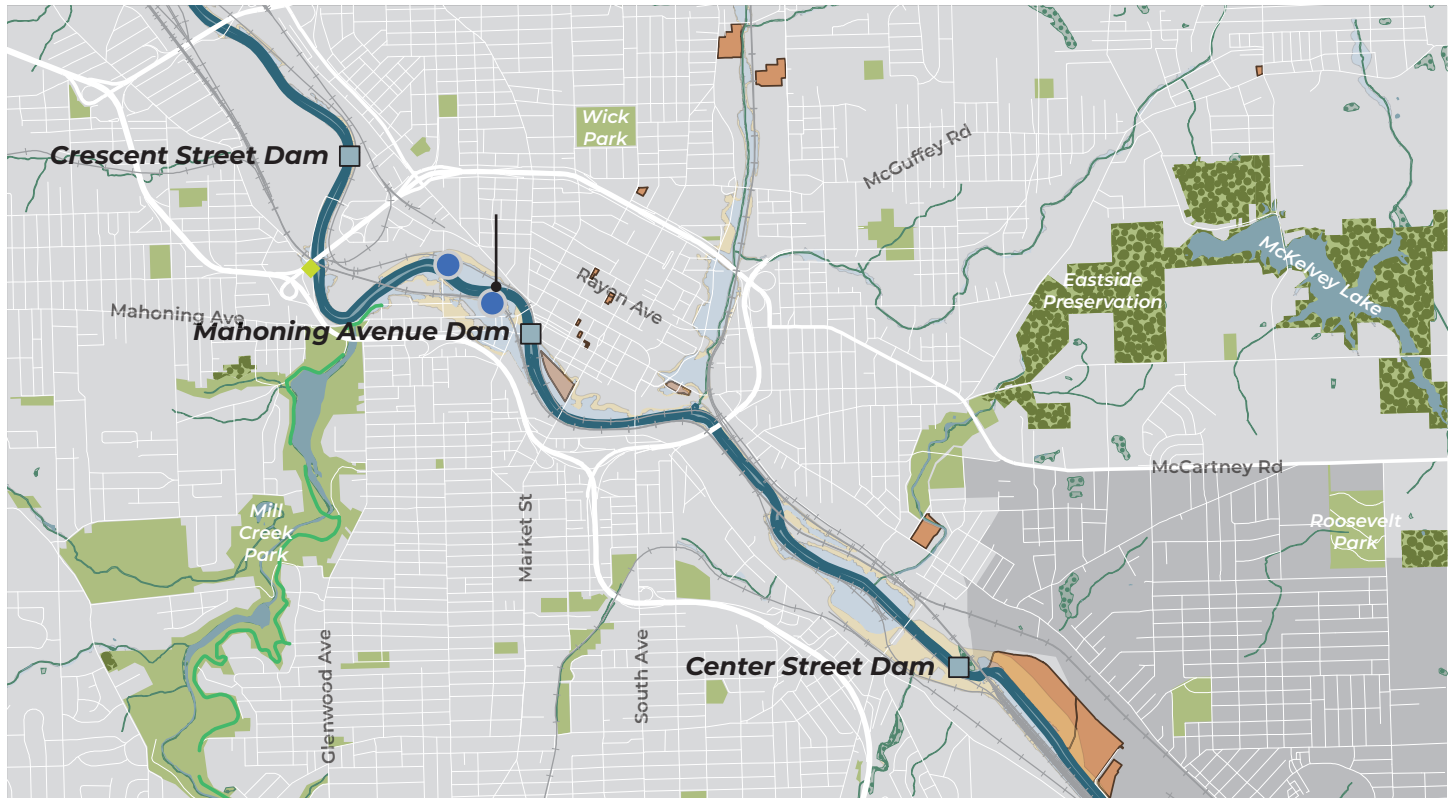 Wick
Park
Crescent Street Dam
McGuffey Rd
McKelvey Lake
Eastside
Preservation
Rayen Ave
Mahoning Ave
Mahoning Avenue Dam
McCartney Rd
Mill
Creek
Park
Market St
Roosevelt
Park
Glenwood Ave
South Ave
Center Street Dam